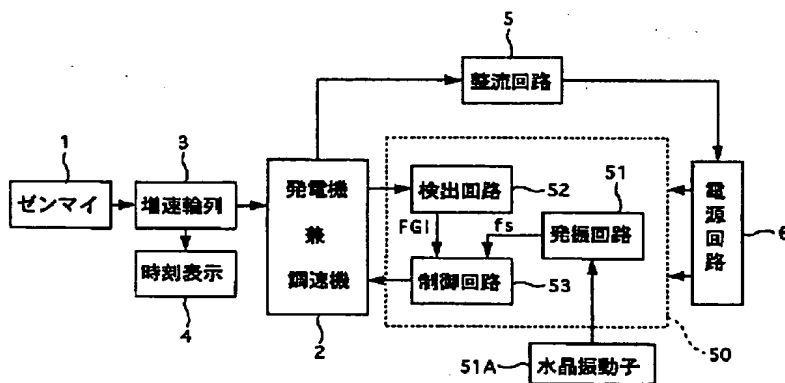 5
整流回路
1
ゼンマイ
3
増速輪列
時刻表示
4
発電機
兼
調速機
2
検出回路
52
FG1
fs
51
発振回路
制御回路
53
電源回路
6
50
51A
水晶振動子